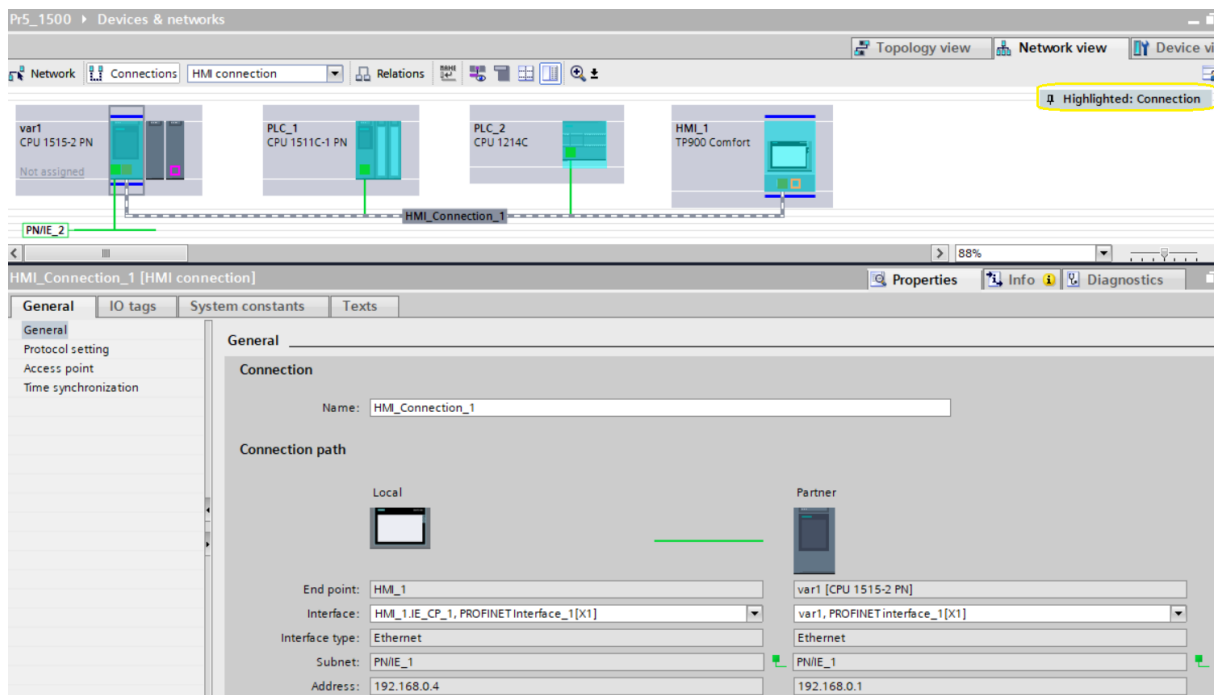 Pr5_1500 ▸ Devices & networks
Topology view Network view Device vi
Network Connections HMI connection Relations
Highlighted: Connection
var1
CPU 1515-2 PN
Not assigned
PLC_1
CPU 1511C-1 PN
PLC_2
CPU 1214C
HMI_1
TP900 Comfort
HMI_Connection_1
PN/IE_2
88%
HMI_Connection_1 [HMI connection]
Properties Info Diagnostics
General IO tags System constants Texts
General
Protocol setting
Access point
Time synchronization
General
Connection
Name: HMI_Connection_1
Connection path
Local Partner
End point: HMI_1 var1 [CPU 1515-2 PN]
Interface: HMI_1.IE_CP_1, PROFINET Interface_1[X1] var1, PROFINET interface_1[X1]
Interface type: Ethernet Ethernet
Subnet: PN/IE_1 PN/IE_1
Address: 192.168.0.4 192.168.0.1